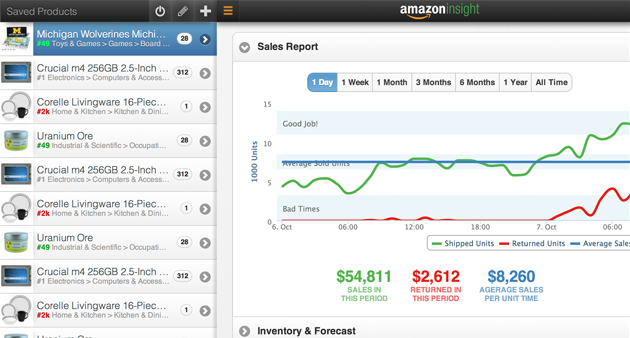 Saved Products
Michigan Wolverines Michi...
#49 Toys & Games > Games > Board ...
28
Crucial m4 256GB 2.5-Inch ...
#1 Electronics > Computers & Access...
312
Corelle Livingware 16-Piec...
#2k Home & Kitchen > Kitchen & Dini...
1
Uranium Ore
#49 Industrial & Scientific > Occupati...
28
Crucial m4 256GB 2.5-Inch ...
#1 Electronics > Computers & Access...
312
Corelle Livingware 16-Piec...
#2k Home & Kitchen > Kitchen & Dini...
1
Uranium Ore
#49 Industrial & Scientific > Occupati...
28
Crucial m4 256GB 2.5-Inch ...
#1 Electronics > Computers & Access...
312
Corelle Livingware 16-Piec...
#2k Home & Kitchen > Kitchen & Dini...
1
amazoninsight
Sales Report
1 Day 1 Week 1 Month 3 Months 6 Months 1 Year All Time
1000 Units
15
10
5
0
Good Job!
Average Sold Units
Bad Times
6. Oct 06:00 12:00 18:00 7. Oct 06:00
Shipped Units Returned Units Average Sales
$54,811 $2,612 $8,260
SALES IN RETURNED IN AGERAGE SALES
THIS PERIOD THIS PERIOD PER UNIT TIME
Inventory & Forecast